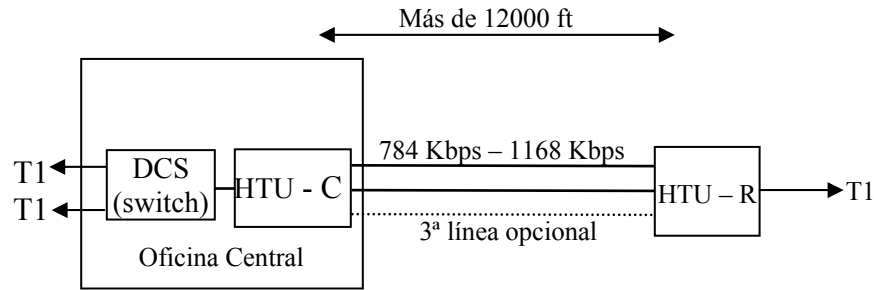 Más de 12000 ft
784 Kbps – 1168 Kbps
T1
T1
DCS
(switch)
HTU - C
HTU – R
T1
3ª línea opcional
Oficina Central